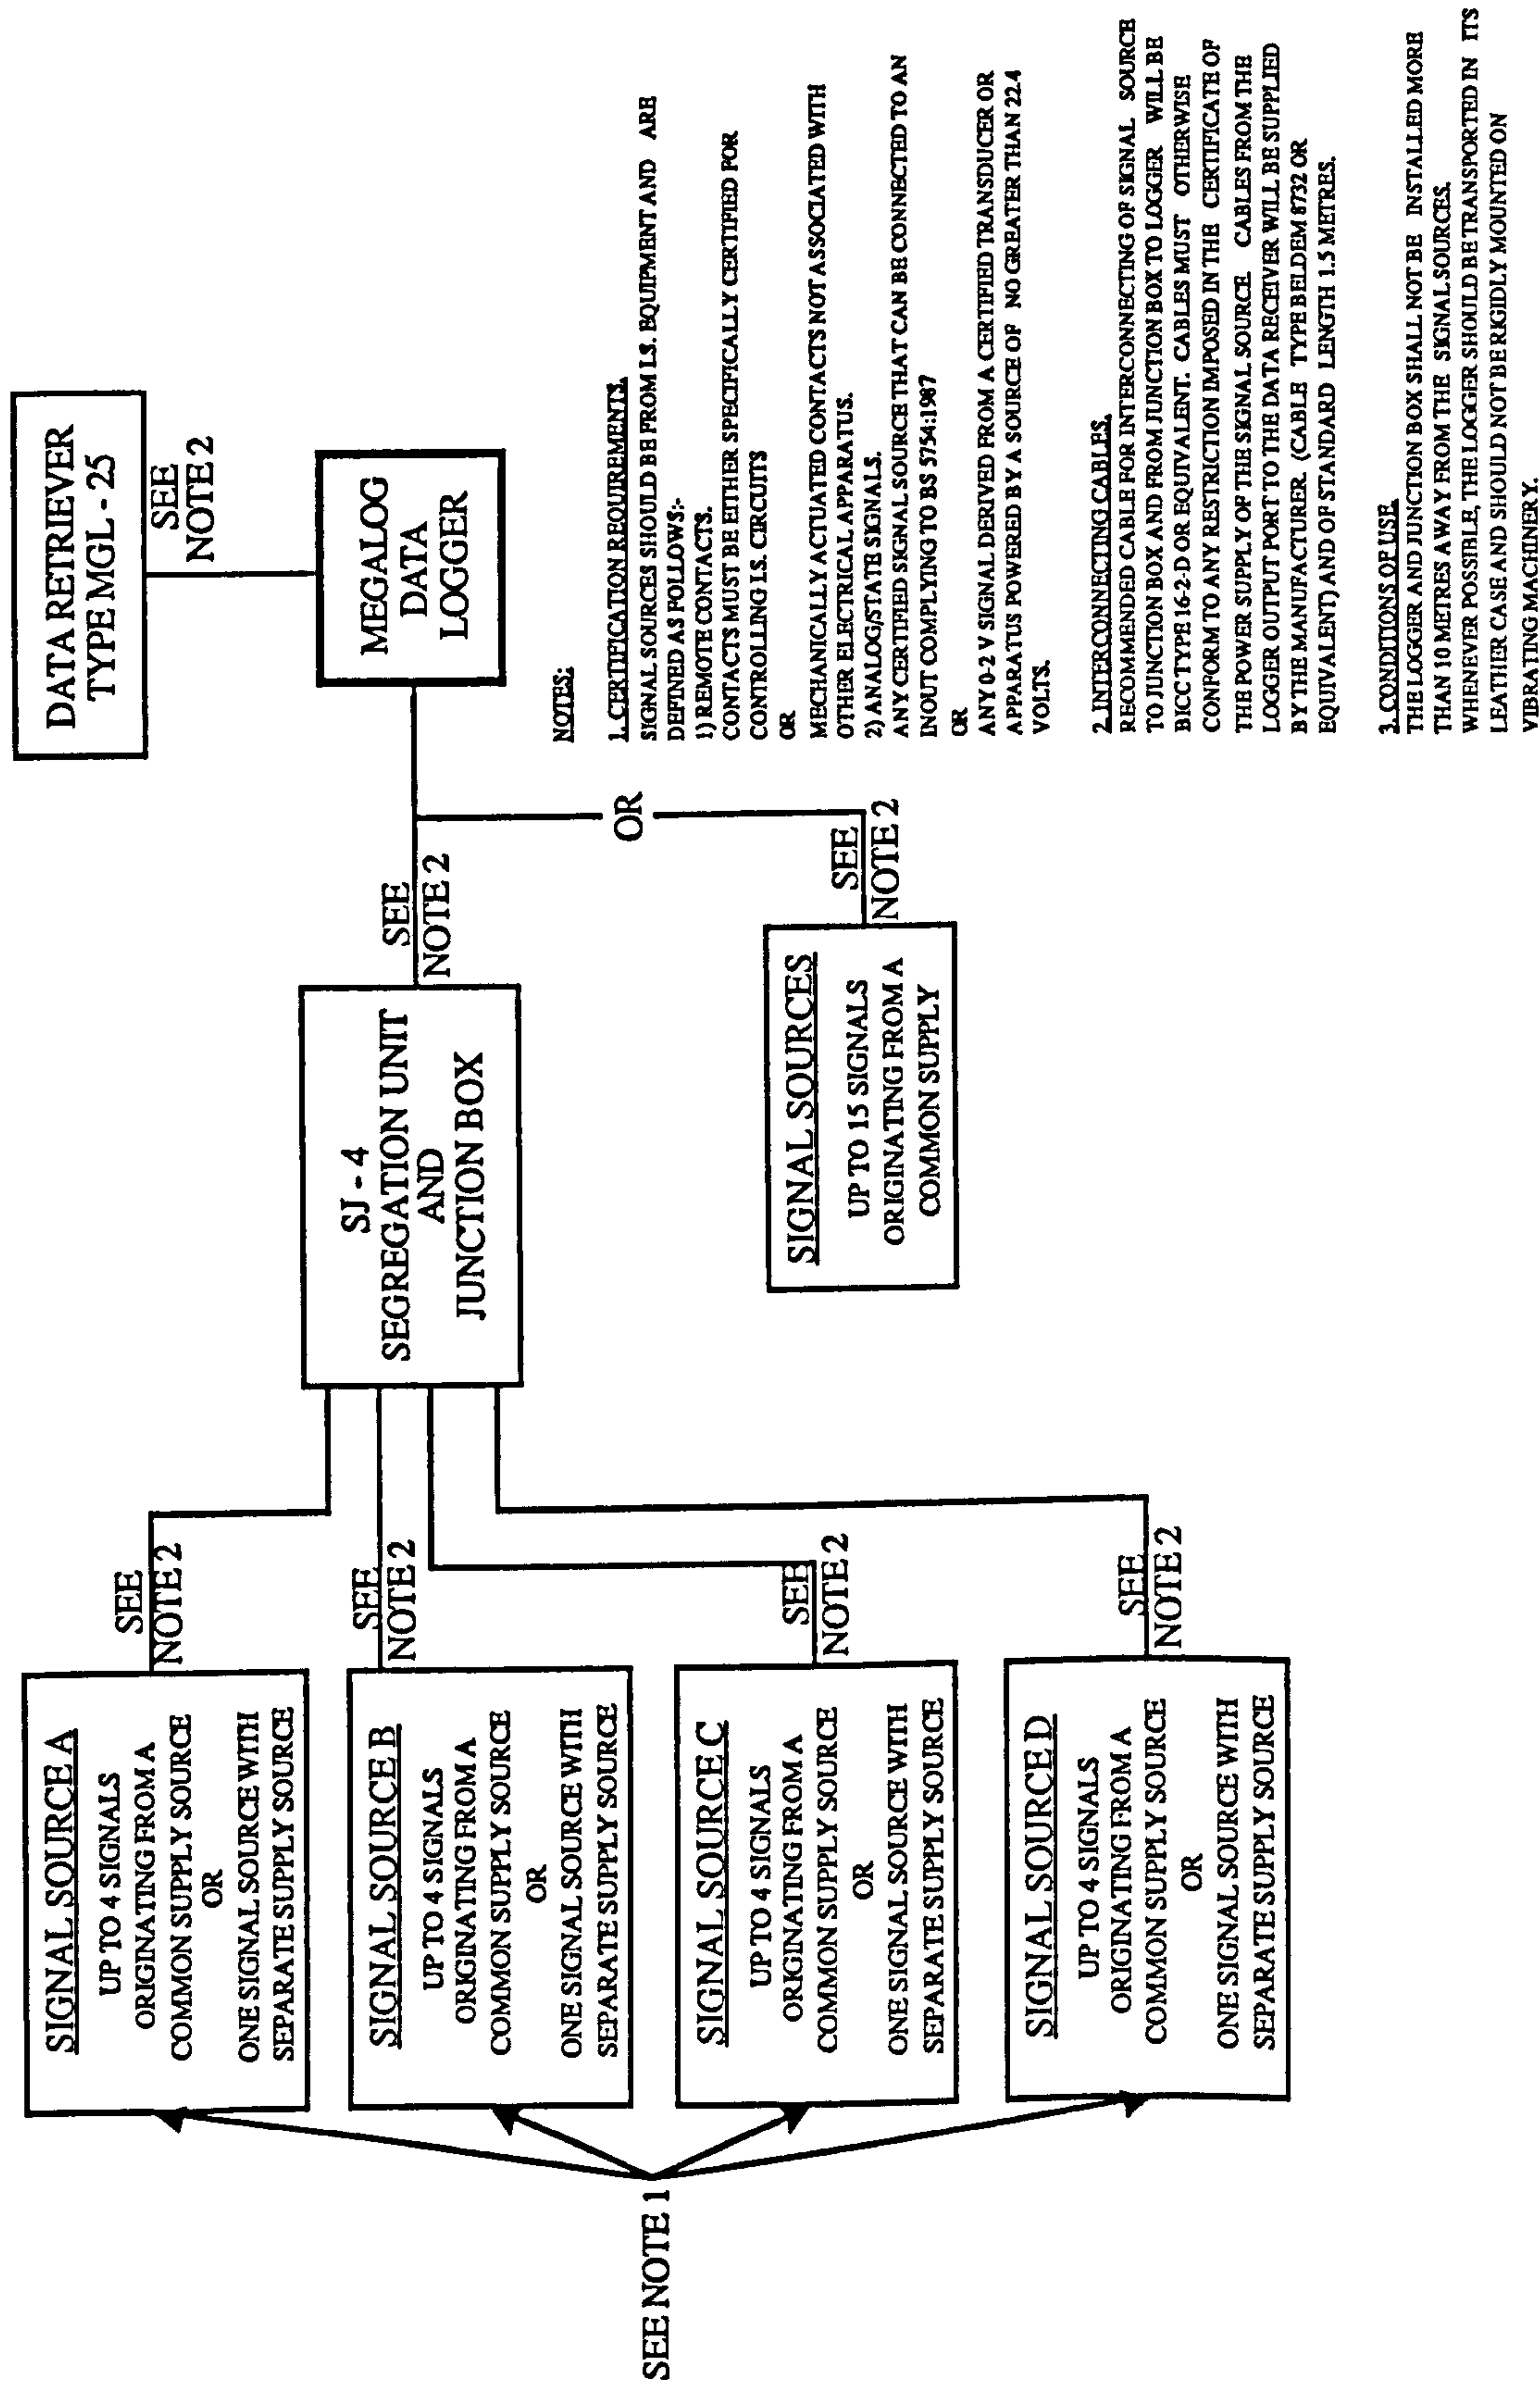 SIGNAL SOURCE A
UP TO 4 SIGNALS
ORIGINATING FROM A
COMMON SUPPLY SOURCE
OR
ONE SIGNAL SOURCE WITH
SEPARATE SUPPLY SOURCE
SEE
NOTE 2
SIGNAL SOURCE B
UP TO 4 SIGNALS
ORIGINATING FROM A
COMMON SUPPLY SOURCE
OR
ONE SIGNAL SOURCE WITH
SEPARATE SUPPLY SOURCE
SEE
NOTE 2
SIGNAL SOURCE C
UP TO 4 SIGNALS
ORIGINATING FROM A
COMMON SUPPLY SOURCE
OR
ONE SIGNAL SOURCE WITH
SEPARATE SUPPLY SOURCE
SEE
NOTE 2
SIGNAL SOURCE D
UP TO 4 SIGNALS
ORIGINATING FROM A
COMMON SUPPLY SOURCE
OR
ONE SIGNAL SOURCE WITH
SEPARATE SUPPLY SOURCE
SEE
NOTE 2
SEE NOTE 1
SJ - 4
SEGREGATION UNIT
AND
JUNCTION BOX
SEE
NOTE 2
OR
SIGNAL SOURCES
UP TO 15 SIGNALS
ORIGINATING FROM A
COMMON SUPPLY
SEE
NOTE 2
MEGALOG
DATA
LOGGER
DATA RETRIEVER
TYPE MGL - 25
SEE
NOTE 2
NOTES:
1. CERTIFICATION REQUIREMENTS.
SIGNAL SOURCES SHOULD BE FROM I.S. EQUIPMENT AND ARE
DEFINED AS FOLLOWS:-
1) REMOTE CONTACTS.
CONTACTS MUST BE EITHER SPECIFICALLY CERTIFIED FOR
CONTROLLING I.S. CIRCUITS
OR
MECHANICALLY ACTUATED CONTACTS NOT ASSOCIATED WITH
OTHER ELECTRICAL APPARATUS.
2) ANALOG/STATE SIGNALS.
ANY CERTIFIED SIGNAL SOURCE THAT CAN BE CONNECTED TO AN
INOUT COMPLYING TO BS 5754:1987
OR
ANY 0-2 V SIGNAL DERIVED FROM A CERTIFIED TRANSDUCER OR
APPARATUS POWERED BY A SOURCE OF NO GREATER THAN 22.4
VOLTS.
2. INTERCONNECTING CABLES.
RECOMMENDED CABLE FOR INTERCONNECTING OF SIGNAL SOURCE
TO JUNCTION BOX AND FROM JUNCTION BOX TO LOGGER WILL BE
BICC TYPE 16-2-D OR EQUIVALENT. CABLES MUST OTHERWISE
CONFORM TO ANY RESTRICTION IMPOSED IN THE CERTIFICATE OF
THE POWER SUPPLY OF THE SIGNAL SOURCE. CABLES FROM THE
LOGGER OUTPUT PORT TO THE DATA RECEIVER WILL BE SUPPLIED
BY THE MANUFACTURER. (CABLE TYPE BELDEM 8732 OR
EQUIVALENT) AND OF STANDARD LENGTH 1.5 METRES.
3. CONDITIONS OF USE.
THE LOGGER AND JUNCTION BOX SHALL NOT BE INSTALLED MORE
THAN 10 METRES AWAY FROM THE SIGNAL SOURCES.
WHENEVER POSSIBLE, THE LOGGER SHOULD BE TRANSPORTED IN ITS
LEATHER CASE AND SHOULD NOT BE RIGIDLY MOUNTED ON
VIBRATING MACHINERY.